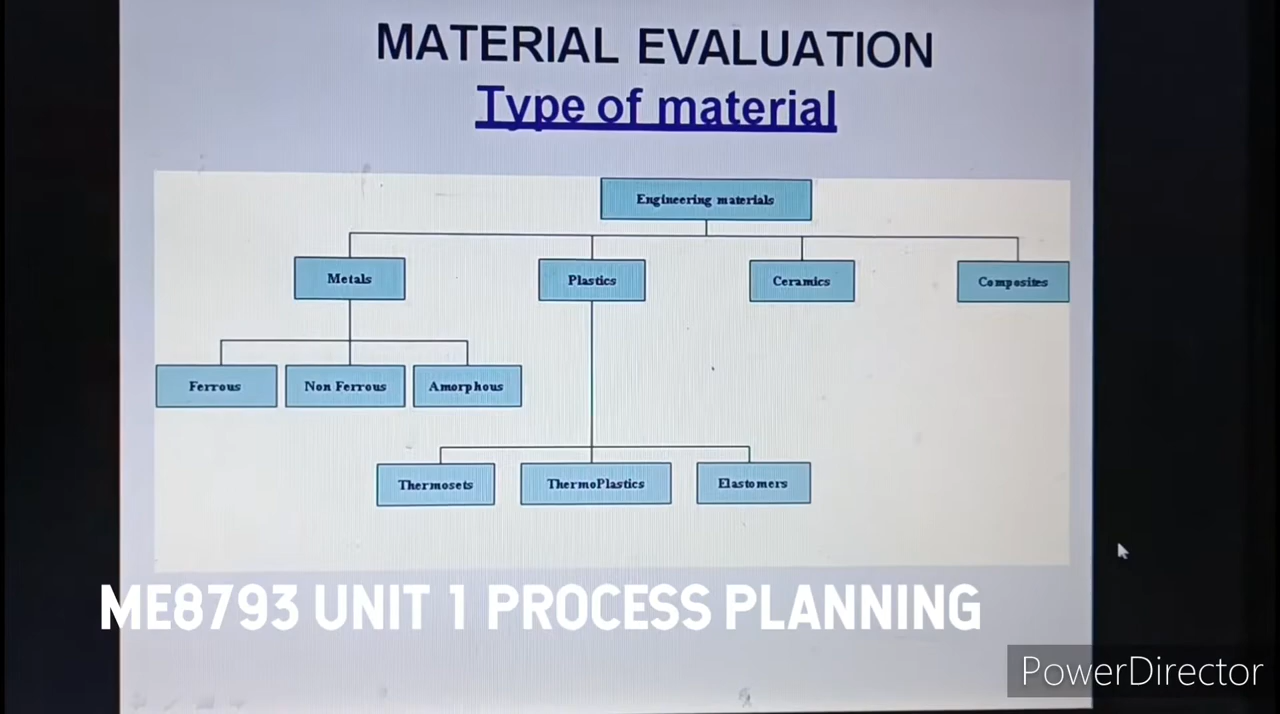 MATERIAL EVALUATION
Type of material
Engineering materials
Metals
Plastics
Ceramics
Composites
Ferrous
Non Ferrous
Amorphous
Thermosets
ThermoPlastics
Elastomers
ME8793 UNIT 1 PROCESS PLANNING
PowerDirector